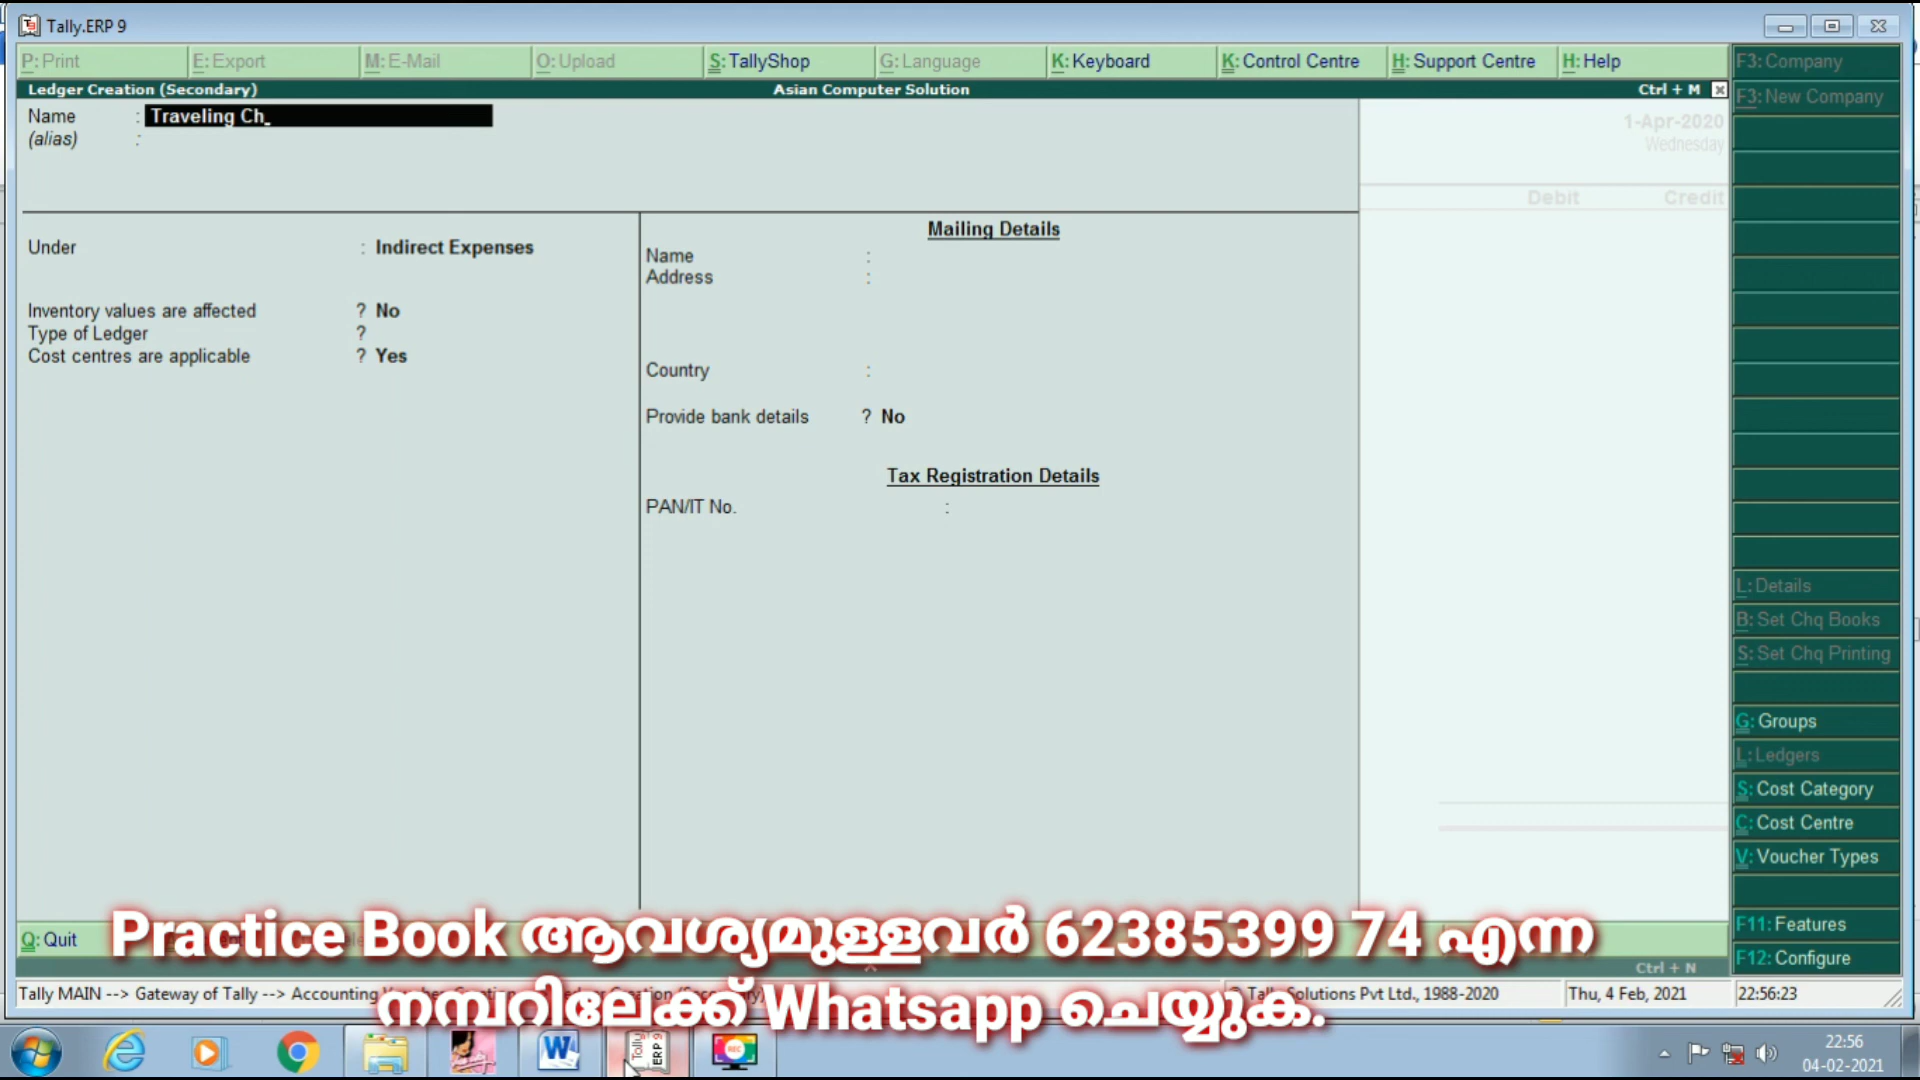 Tally.ERP 9
P: Print E: Export M: E-Mail O: Upload S: TallyShop G: Language K: Keyboard K: Control Centre H: Support Centre H: Help
F3: Company
Ledger Creation (Secondary) Asian Computer Solution Ctrl + M
F3: New Company
Name : Traveling Ch_
(alias) :
1-Apr-2020
Wednesday
Debit Credit
Under : Indirect Expenses
Inventory values are affected ? No
Type of Ledger ?
Cost centres are applicable ? Yes
Mailing Details
Name :
Address :
Country :
Provide bank details ? No
Tax Registration Details
PAN/IT No. :
L: Details
B: Set Chq Books
S: Set Chq Printing
G: Groups
L: Ledgers
S: Cost Category
C: Cost Centre
V: Voucher Types
F11: Features
F12: Configure
Q: Quit
Practice Book ആവശ്യമുള്ളവർ 62385399 74 എന്ന
നമ്പറിലേക്ക് Whatsapp ചെയ്യുക.
Ctrl + N
Tally MAIN --> Gateway of Tally --> Accounting
Tally Solutions Pvt Ltd., 1988-2020 Thu, 4 Feb, 2021 22:56:23
Tally
ERP 9
REC
22:56
04-02-2021